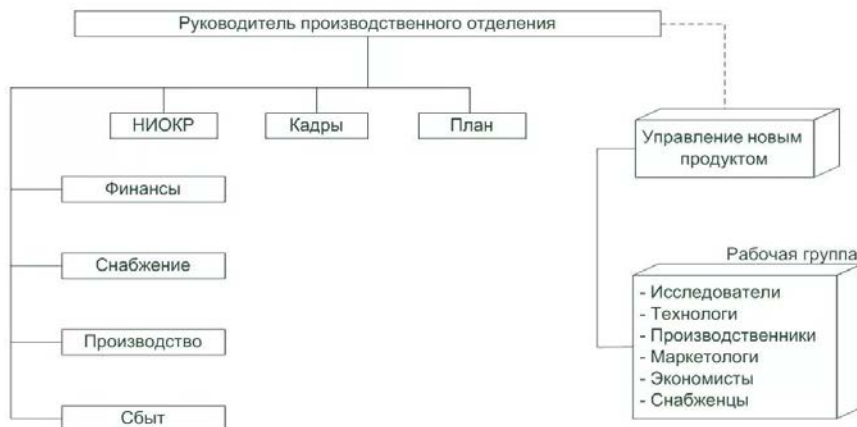 Руководитель производственного отделения
НИОКР
Кадры
План
Управление новым
продуктом
Финансы
Снабжение
Производство
Сбыт
Рабочая группа
- Исследователи
- Технологи
- Производственники
- Маркетологи
- Экономисты
- Снабженцы